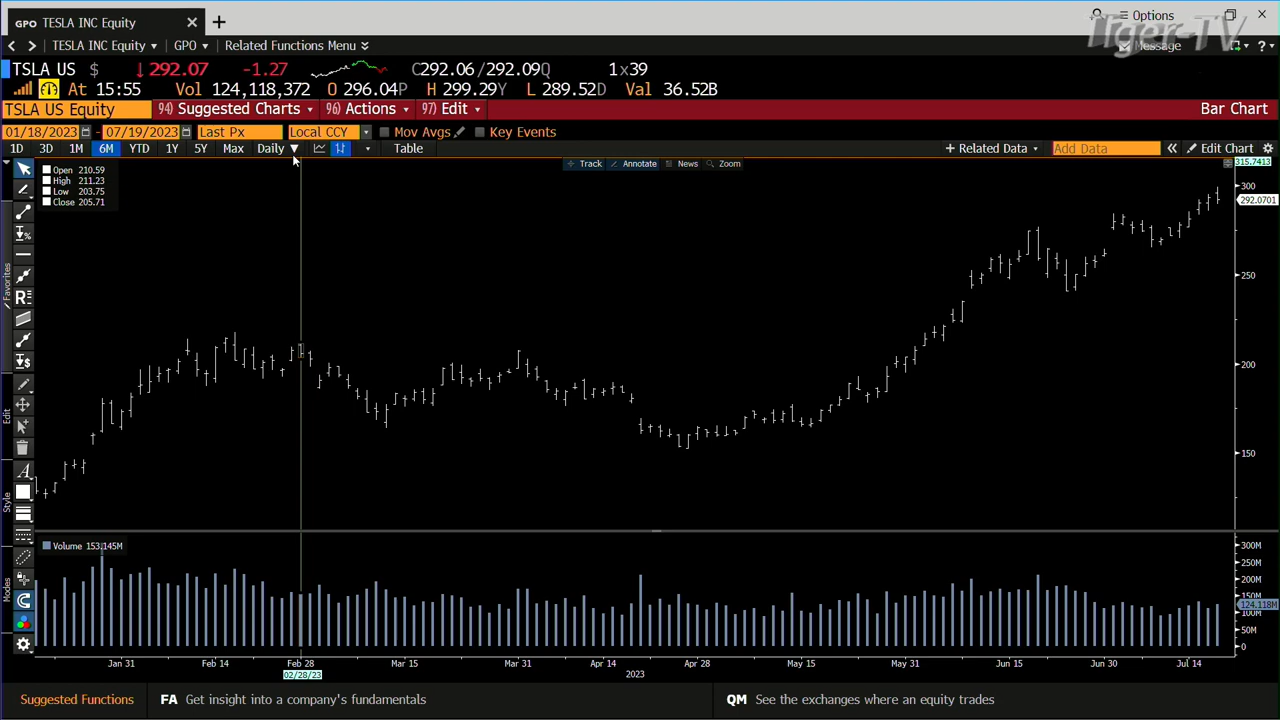 GPO TESLA INC Equity × +
Options
Tiger-TV
TESLA INC Equity GPO Related Functions Menu Message ?
TSLA US $ ↓ 292.07 -1.27 C292.06/292.09Q 1x39
At 15:55 Vol 124,118,372 O 296.04P H 299.29Y L 289.52D Val 36.52B
TSLA US Equity 94) Suggested Charts 96) Actions 97) Edit Bar Chart
01/18/2023 - 07/19/2023 Last Px Local CCY Mov Avgs Key Events
1D 3D 1M 6M YTD 1Y 5Y Max Daily ▼ Table + Related Data Add Data « Edit Chart
Track Annotate News Zoom 315.7413
Open 210.59
High 211.23
Low 203.75
Close 205.71
300
292.0701
250
200
150
Favorites
Edit
Style
Modes
Volume 153.145M
300M
250M
200M
150M
124.118M
100M
50M
0
Jan 31 Feb 14 Feb 28 Mar 15 Mar 31 Apr 14 Apr 28 May 15 May 31 Jun 15 Jun 30 Jul 14
02/28/23 2023
Suggested Functions FA Get insight into a company's fundamentals QM See the exchanges where an equity trades